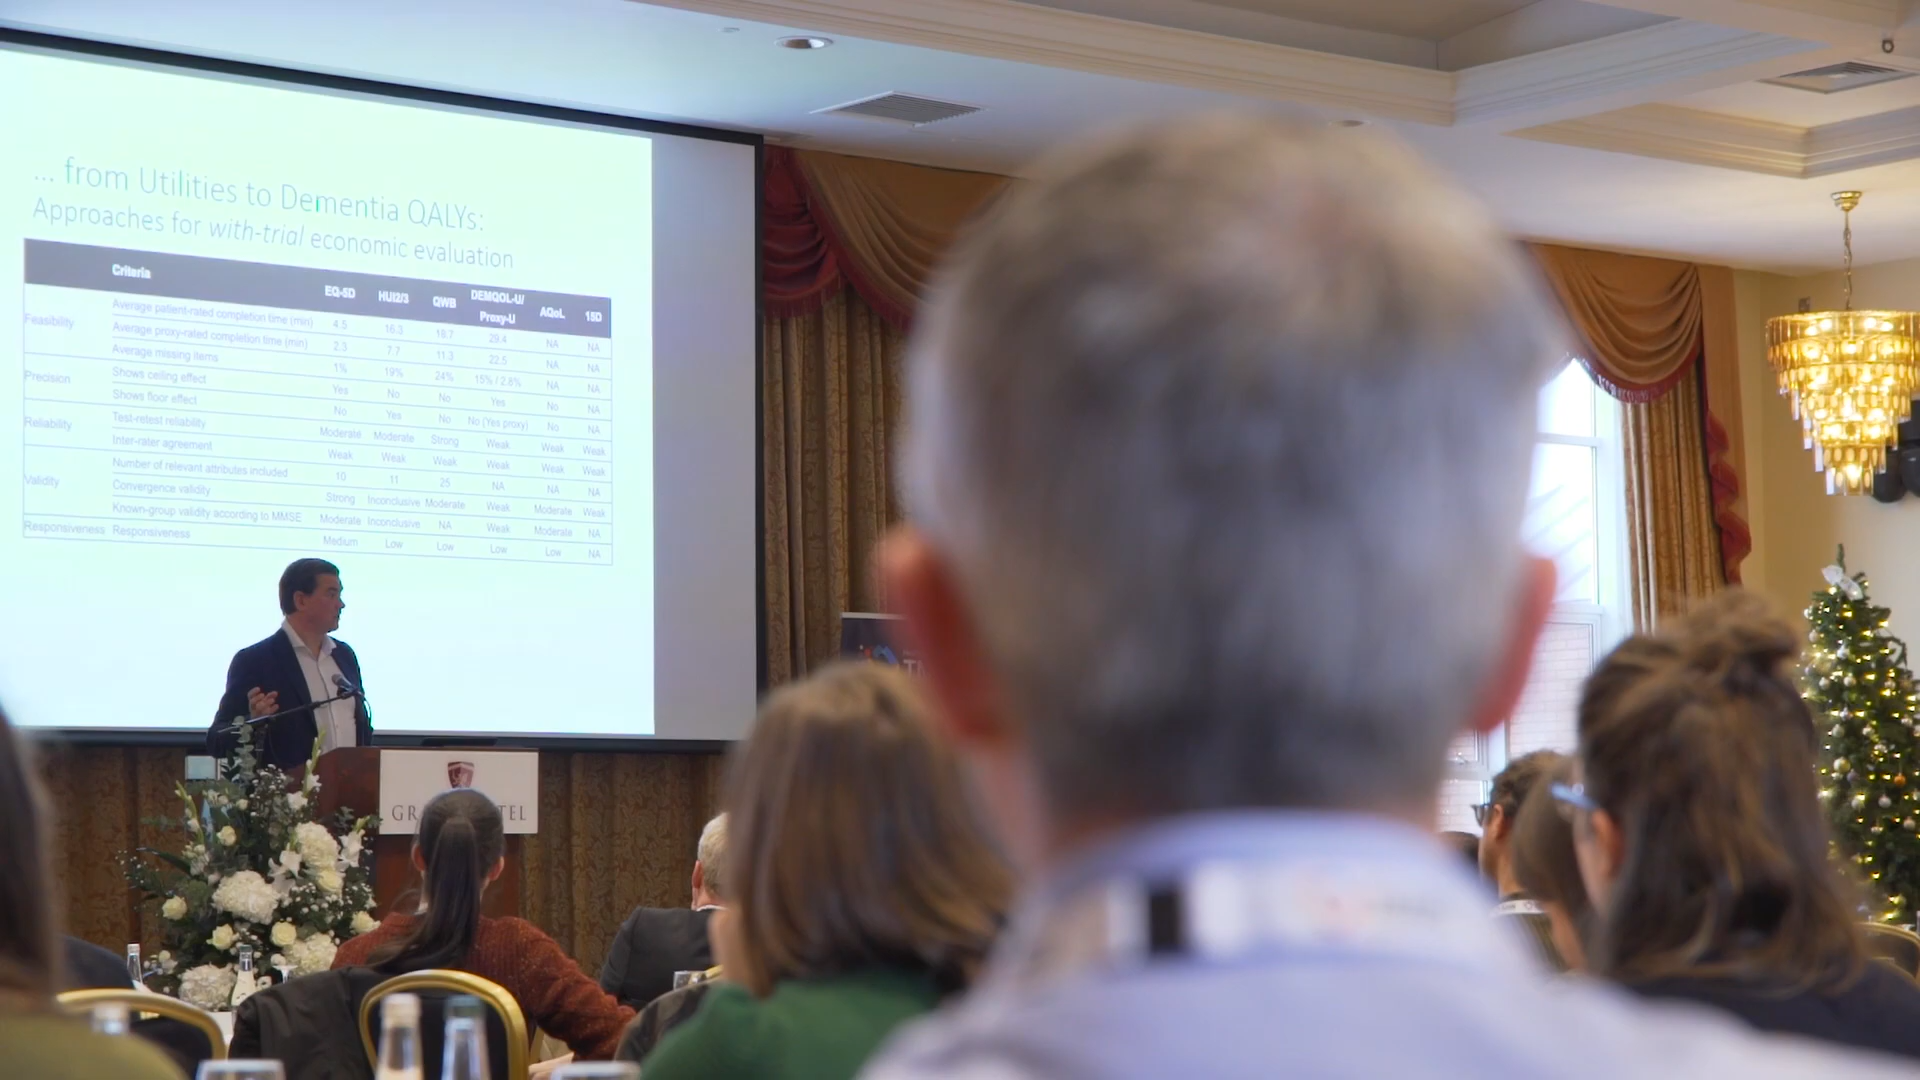 ... from Utilities to Dementia QALYs:
Approaches for with-trial economic evaluation
Criteria EQ-5D HUI2/3 QWB DEMQOL-U/ Proxy-U AQoL 15D
Feasibility Average patient-rated completion time (min) 4.5 16.3 18.7 29.4 NA NA
Average proxy-rated completion time (min) 2.3 7.7 11.3 22.5 NA NA
Average missing items 1% 19% 24% 15% / 2.8% NA NA
Precision Shows ceiling effect Yes No No Yes No NA
Shows floor effect No Yes No No (Yes proxy) No NA
Reliability Test-retest reliability Moderate Moderate Strong Weak Weak Weak
Inter-rater agreement Weak Weak Weak Weak Weak Weak
Validity Number of relevant attributes included 10 11 25 NA NA NA
Convergence validity Strong Inconclusive Moderate Weak Moderate Weak
Known-group validity according to MMSE Moderate Inconclusive NA Weak Moderate NA
Responsiveness Responsiveness Medium Low Low Low Low NA